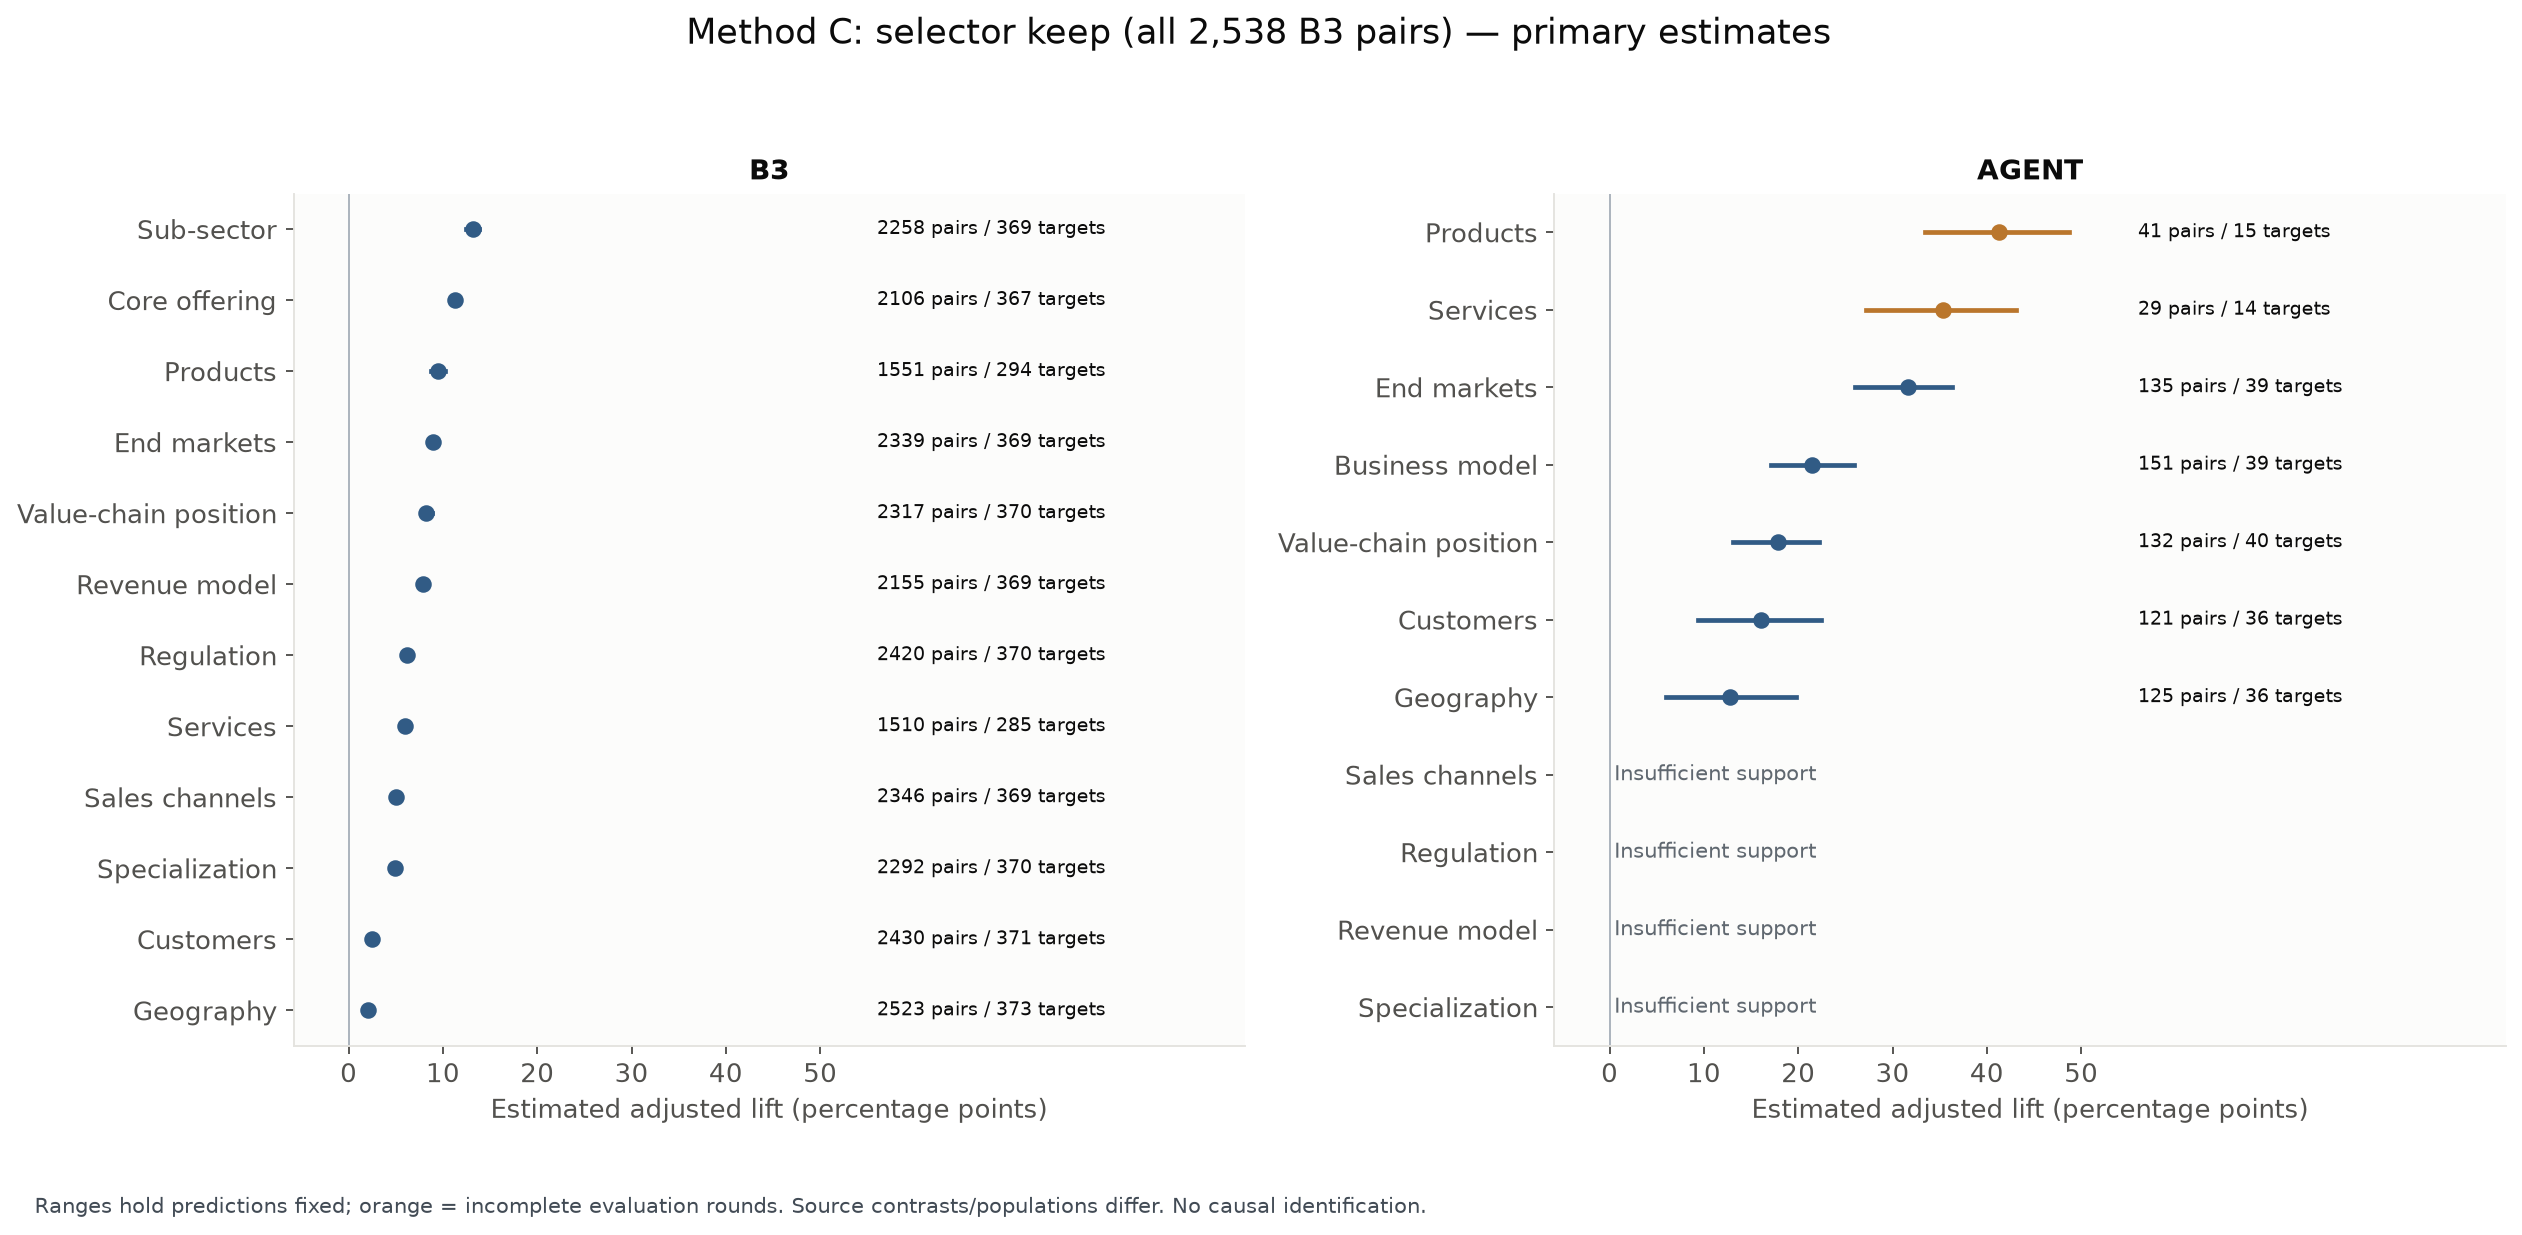 Method C: selector keep (all 2,538 B3 pairs) — primary estimates
B3
Sub-sector 2258 pairs / 369 targets
Core offering 2106 pairs / 367 targets
Products 1551 pairs / 294 targets
End markets 2339 pairs / 369 targets
Value-chain position 2317 pairs / 370 targets
Revenue model 2155 pairs / 369 targets
Regulation 2420 pairs / 370 targets
Services 1510 pairs / 285 targets
Sales channels 2346 pairs / 369 targets
Specialization 2292 pairs / 370 targets
Customers 2430 pairs / 371 targets
Geography 2523 pairs / 373 targets
0 10 20 30 40 50
Estimated adjusted lift (percentage points)
AGENT
Products 41 pairs / 15 targets
Services 29 pairs / 14 targets
End markets 135 pairs / 39 targets
Business model 151 pairs / 39 targets
Value-chain position 132 pairs / 40 targets
Customers 121 pairs / 36 targets
Geography 125 pairs / 36 targets
Sales channels Insufficient support
Regulation Insufficient support
Revenue model Insufficient support
Specialization Insufficient support
0 10 20 30 40 50
Estimated adjusted lift (percentage points)
Ranges hold predictions fixed; orange = incomplete evaluation rounds. Source contrasts/populations differ. No causal identification.